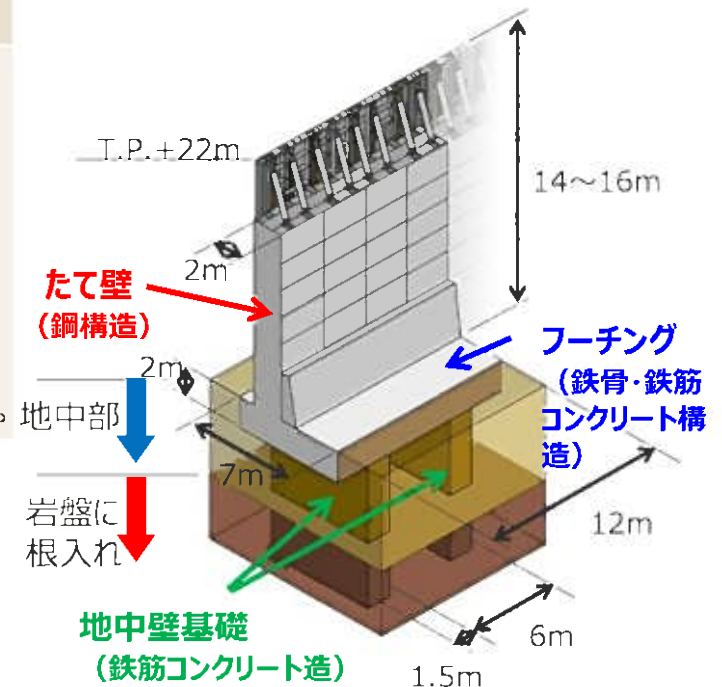 T.P.+22m
14～16m
2m
たて壁
（鋼構造）
フーチング
（鉄骨・鉄筋
コンクリート構
造）
2m
。
地中部
7m
岩盤に
根入れ
12m
地中壁基礎
（鉄筋コンクリート造）
6m
1.5m